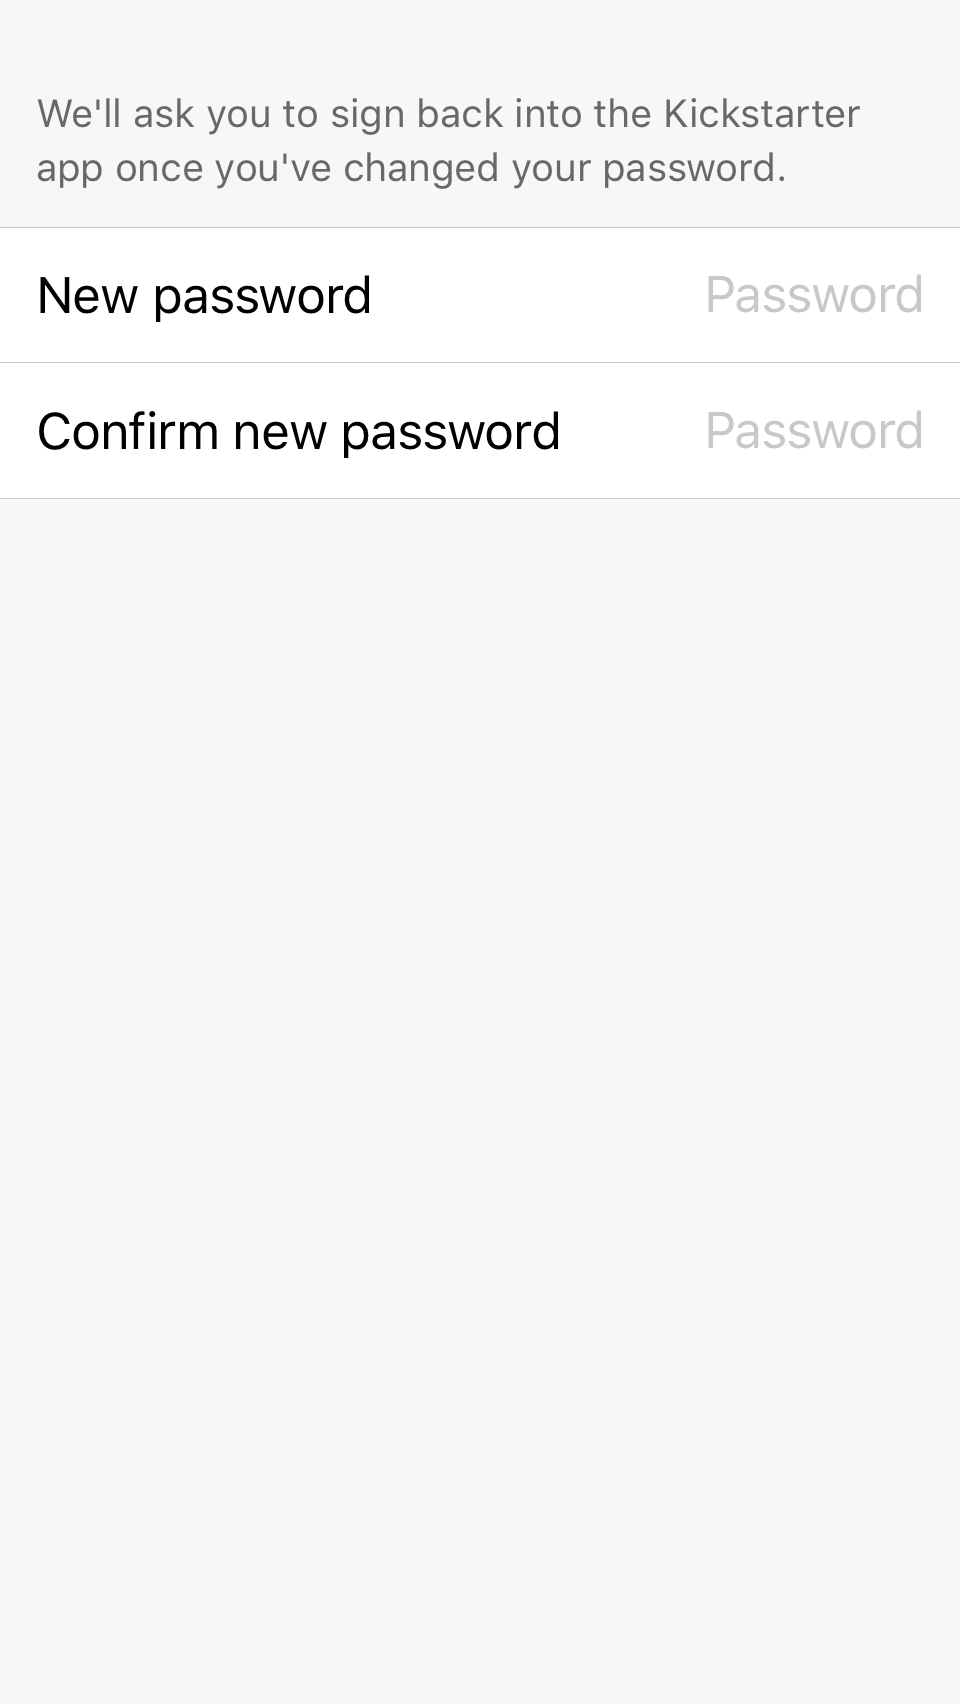 We'll ask you to sign back into the Kickstarter
app once you've changed your password.
New password Password
Confirm new password Password